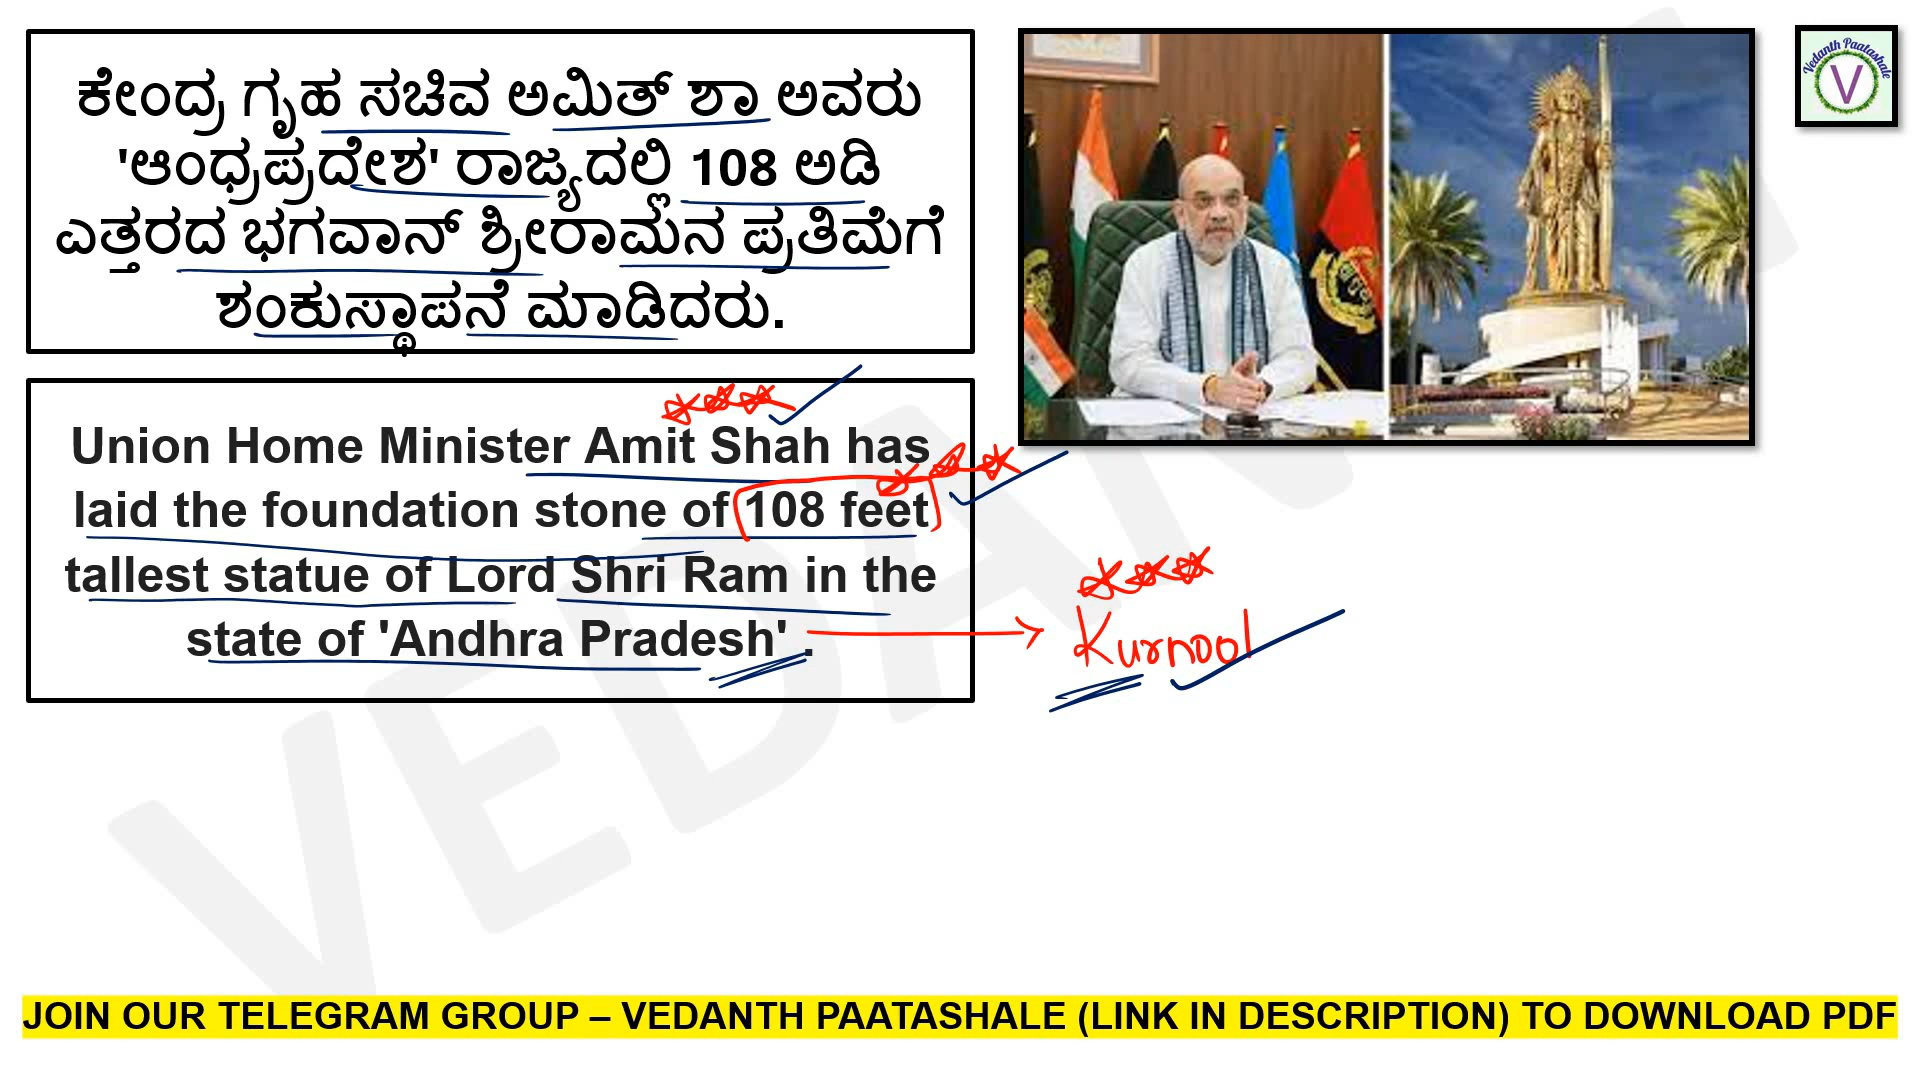 ಕೇಂದ್ರ ಗೃಹ ಸಚಿವ ಅಮಿತ್ ಶಾ ಅವರು
'ಆಂಧ್ರಪ್ರದೇಶ' ರಾಜ್ಯದಲ್ಲಿ 108 ಅಡಿ
ಎತ್ತರದ ಭಗವಾನ್ ಶ್ರೀರಾಮನ ಪ್ರತಿಮೆಗೆ
ಶಂಕುಸ್ಥಾಪನೆ ಮಾಡಿದರು.
Union Home Minister Amit Shah has
laid the foundation stone of 108 feet
tallest statue of Lord Shri Ram in the
state of 'Andhra Pradesh' .
Kurnool
Vedanth Paatashale
V
VEDAN
JOIN OUR TELEGRAM GROUP – VEDANTH PAATASHALE (LINK IN DESCRIPTION) TO DOWNLOAD PDF